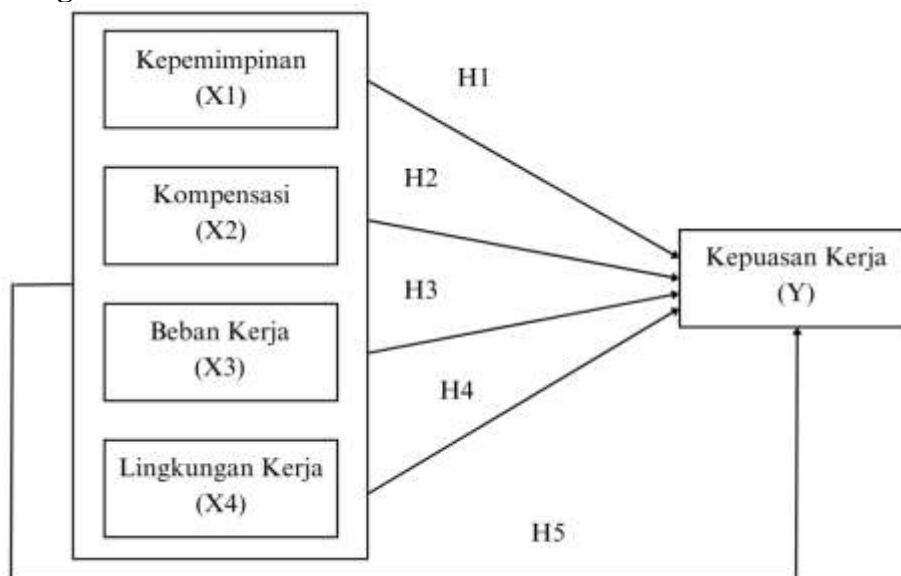 Kepemimpinan
(X1)
Kompensasi
(X2)
Beban Kerja
(X3)
Lingkungan Kerja
(X4)
H1
H2
H3
H4
H5
Kepuasan Kerja
(Y)